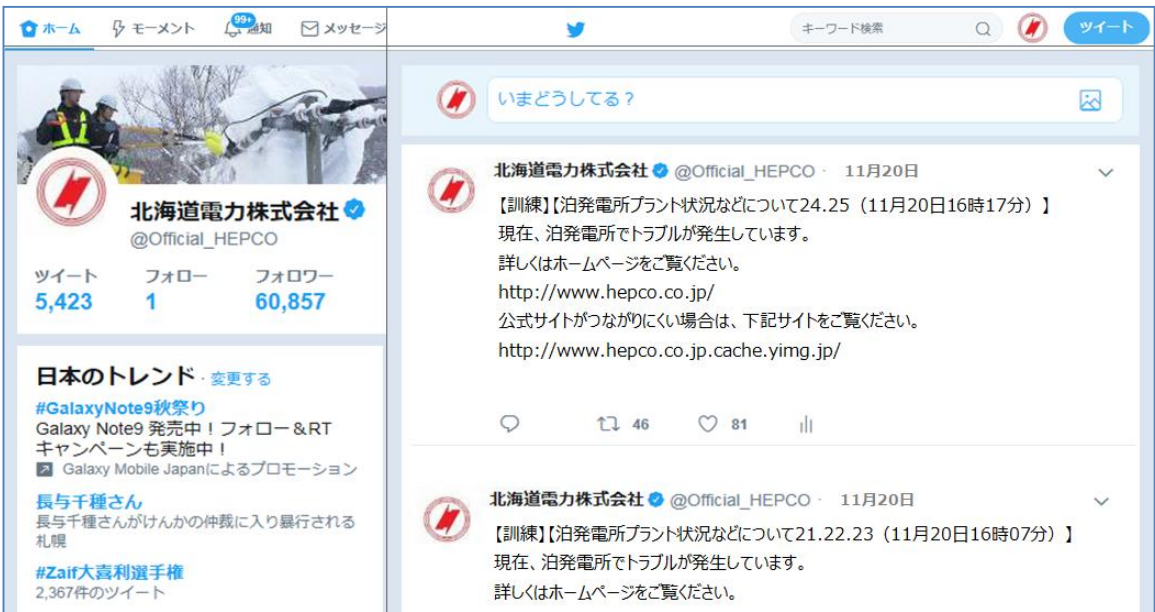 ホーム
モーメント
99+
通知
メッセージ
キーワード検索
ツイート
北海道電力株式会社
@Official_HEPCO
ツイート フォロー フォロワー
5,423 1 60,857
日本のトレンド · 変更する
#GalaxyNote9秋祭り
Galaxy Note9 発売中！フォロー＆RT
キャンペーンも実施中！
Galaxy Mobile Japanによるプロモーション
長与千種さん
長与千種さんがけんかの仲裁に入り暴行される
札幌
#Zaif大喜利選手権
2,367件のツイート
いまどうしてる？
北海道電力株式会社 @Official_HEPCO · 11月20日
【訓練】【泊発電所プラント状況などについて24.25（11月20日16時17分）】
現在、泊発電所でトラブルが発生しています。
詳しくはホームページをご覧ください。
http://www.hepco.co.jp/
公式サイトがつながりにくい場合は、下記サイトをご覧ください。
http://www.hepco.co.jp.cache.yimg.jp/
46 81
北海道電力株式会社 @Official_HEPCO · 11月20日
【訓練】【泊発電所プラント状況などについて21.22.23（11月20日16時07分）】
現在、泊発電所でトラブルが発生しています。
詳しくはホームページをご覧ください。